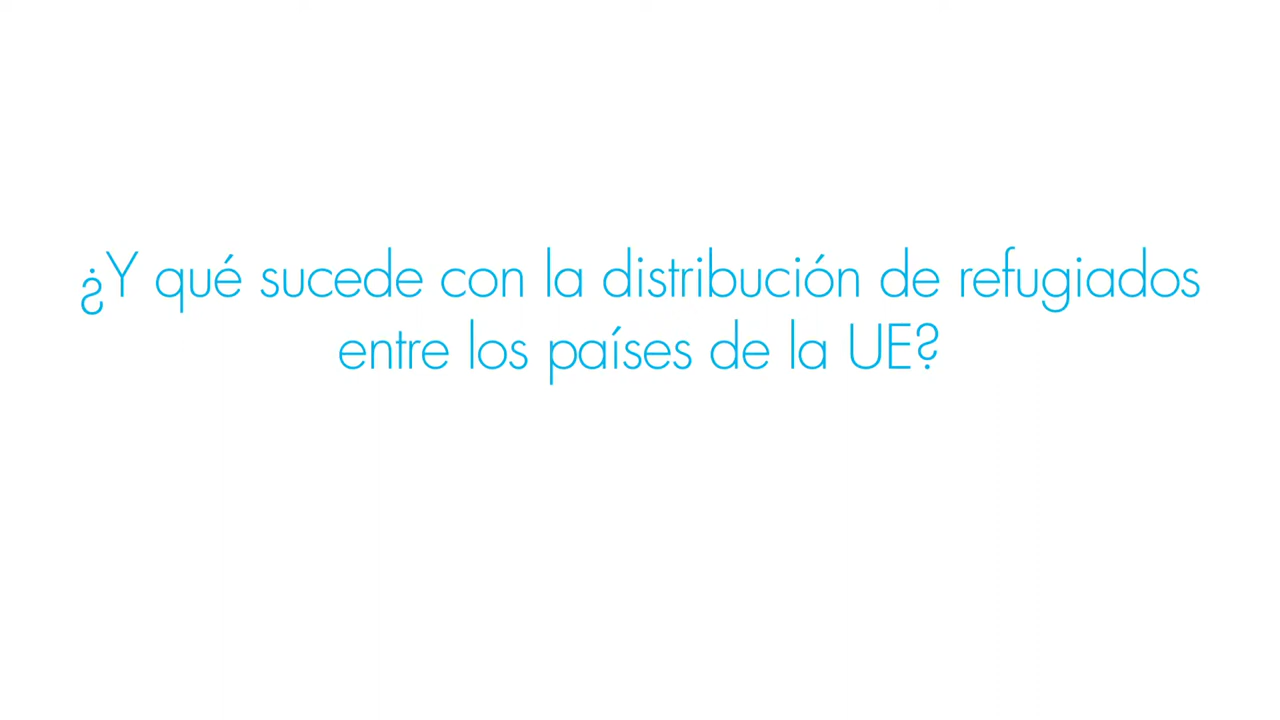 ¿Y qué sucede con la distribución de refugiados
entre los países de la UE?